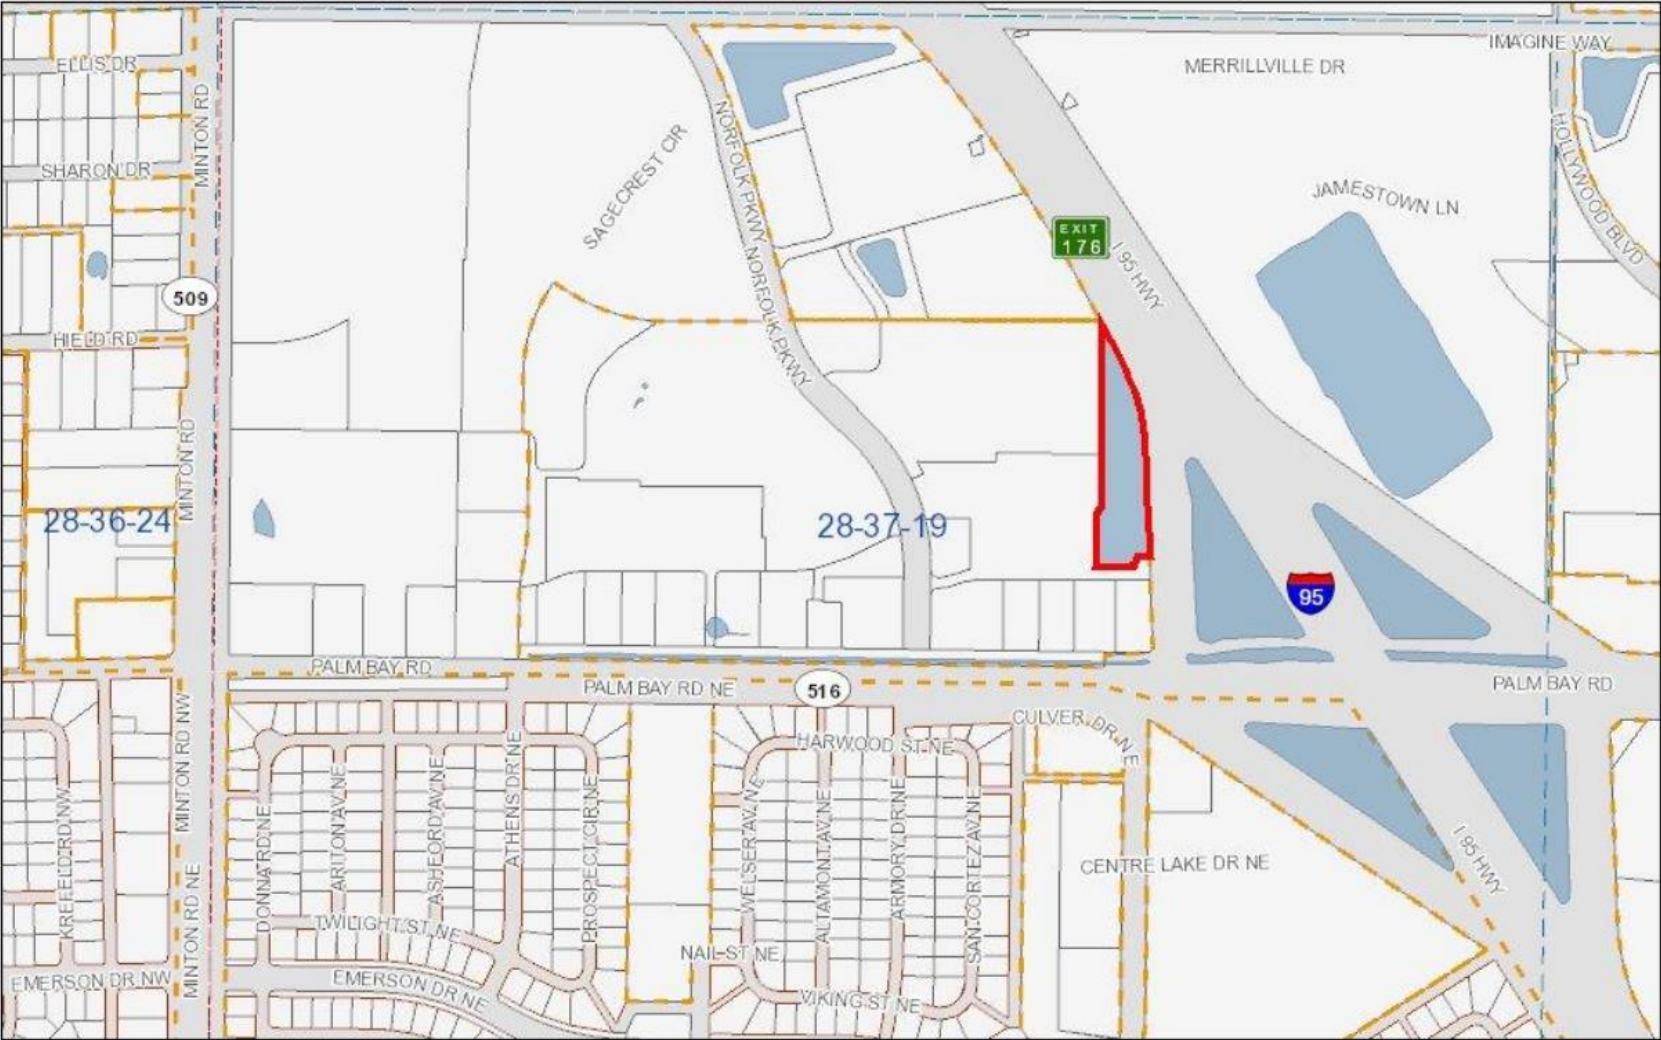 IMAGINE WAY
ELLIS DR
MERRILLVILLE DR
MINTON RD
NORFOLK PKWY
HOLLYWOOD BLVD
SHARON DR
SAGECREST CIR
JAMESTOWN LN
EXIT
176
I 95 HWY
NORFOLK PKWY
509
HIELD RD
MINTON RD
28-36-24
28-37-19
95
PALM BAY RD
PALM BAY RD NE
516
PALM BAY RD
MINTON RD NW
CULVER DR NE
HARWOOD ST NE
KREFELD RD NW
DONNA RD NE
ARITON AV NE
ASHFORD AV NE
ATHENS DR NE
PROSPECT CIR NE
WELSER AV NE
ALTAMONT AV NE
ARMORY DR NE
SAN CORTEZ AV NE
CENTRE LAKE DR NE
I 95 HWY
MINTON RD NE
TWILIGHT ST NE
NAIL ST NE
EMERSON DR NW
EMERSON DR NE
VIKING ST NE